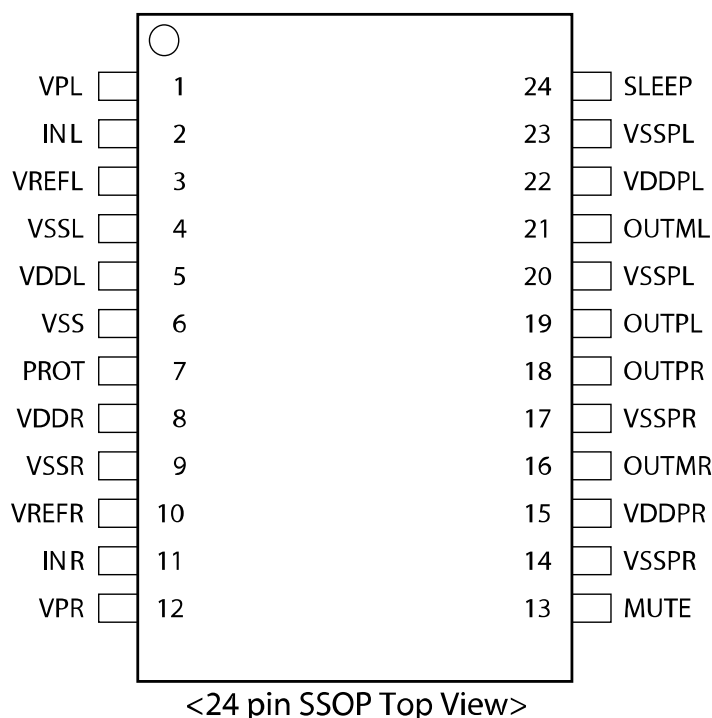 VPL 1 24 SLEEP
INL 2 23 VSSPL
VREFL 3 22 VDDPL
VSSL 4 21 OUTML
VDDL 5 20 VSSPL
VSS 6 19 OUTPL
PROT 7 18 OUTPR
VDDR 8 17 VSSPR
VSSR 9 16 OUTMR
VREFR 10 15 VDDPR
INR 11 14 VSSPR
VPR 12 13 MUTE
<24 pin SSOP Top View>